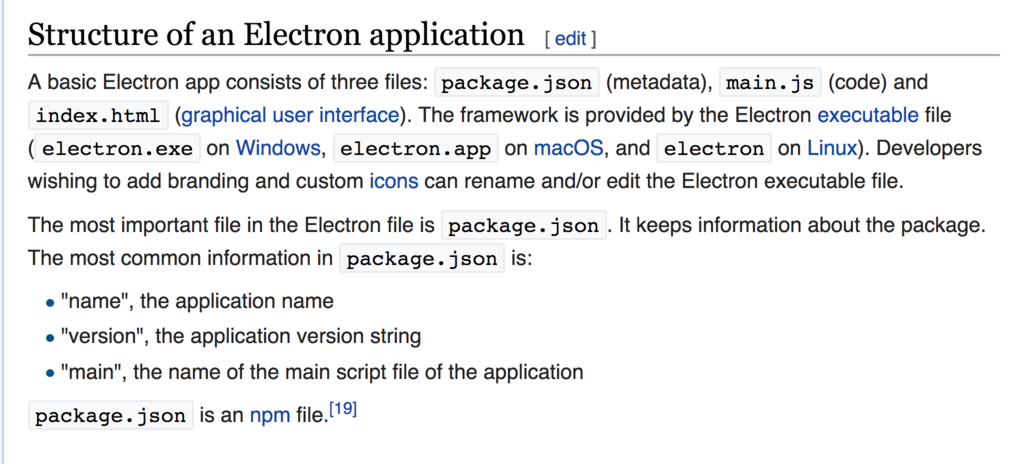 Structure of an Electron application [ edit ]
A basic Electron app consists of three files: package.json (metadata), main.js (code) and
index.html (graphical user interface). The framework is provided by the Electron executable file
( electron.exe on Windows, electron.app on macOS, and electron on Linux). Developers
wishing to add branding and custom icons can rename and/or edit the Electron executable file.
The most important file in the Electron file is package.json . It keeps information about the package.
The most common information in package.json is:
• "name", the application name
• "version", the application version string
• "main", the name of the main script file of the application
package.json is an npm file.[19]